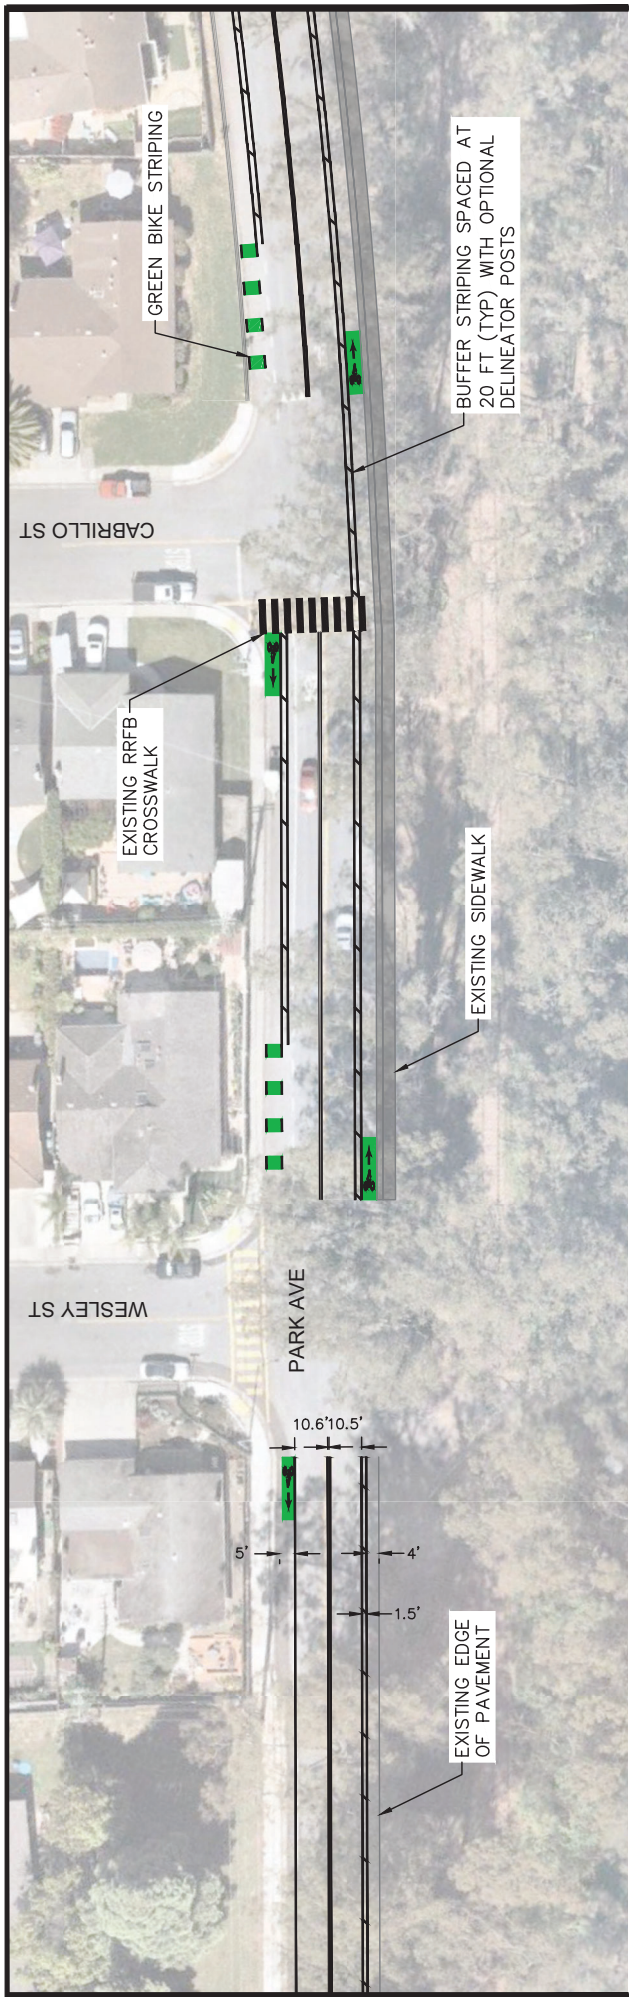 GREEN BIKE STRIPING
BUFFER STRIPING SPACED AT
20 FT (TYP) WITH OPTIONAL
DELINEATOR POSTS
CABRILLO ST
EXISTING RRFB
CROSSWALK
EXISTING SIDEWALK
WESLEY ST
PARK AVE
10.6'
10.5'
5'
4'
1.5'
EXISTING EDGE
OF PAVEMENT